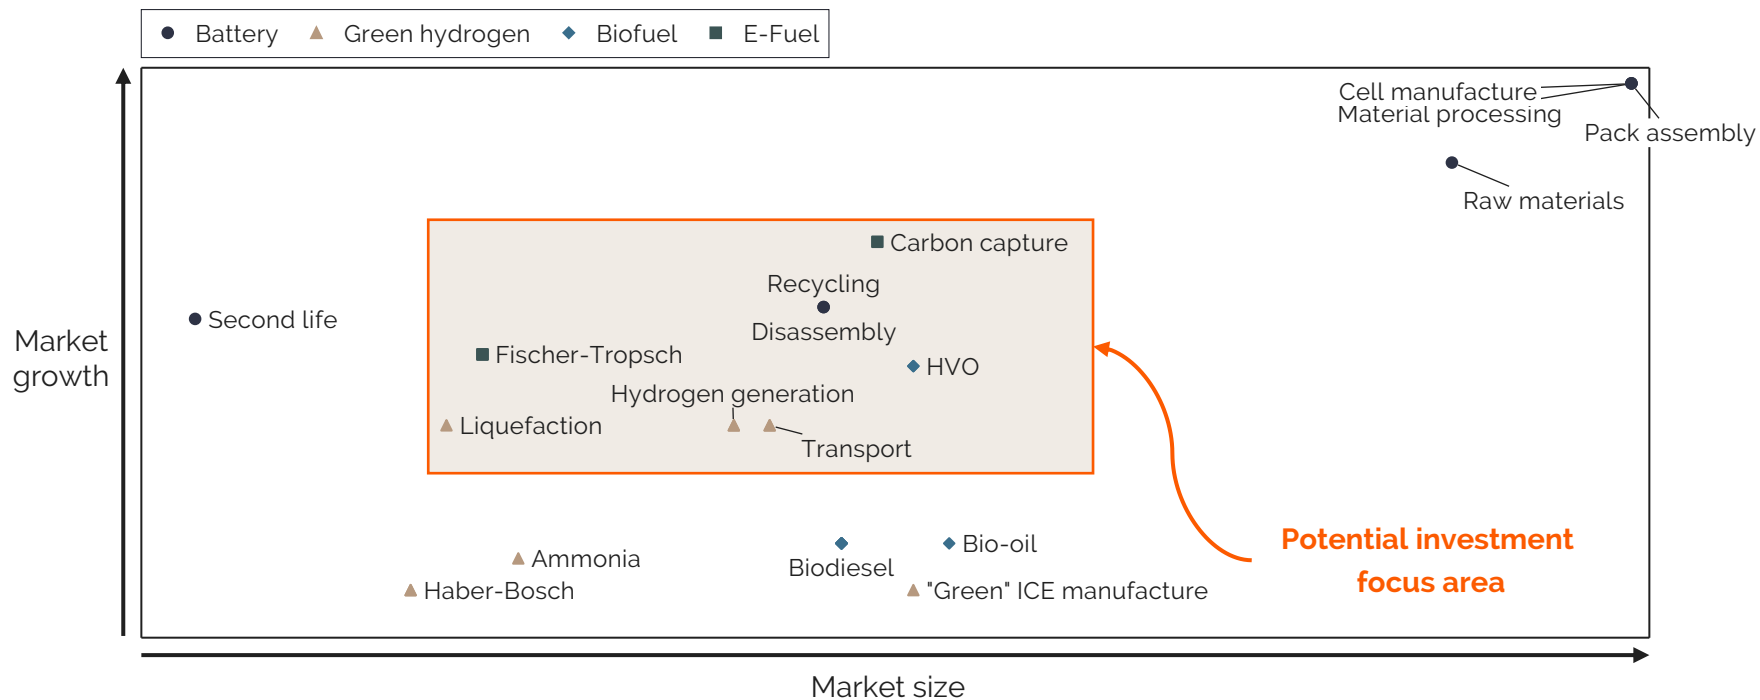 Battery
Green hydrogen
Biofuel
E-Fuel
Cell manufacture
Material processing
Pack assembly
Raw materials
Carbon capture
Recycling
Disassembly
Second life
Market
growth
Fischer-Tropsch
HVO
Hydrogen generation
Liquefaction
Transport
Potential investment
focus area
Ammonia
Biodiesel
Bio-oil
Haber-Bosch
"Green" ICE manufacture
Market size